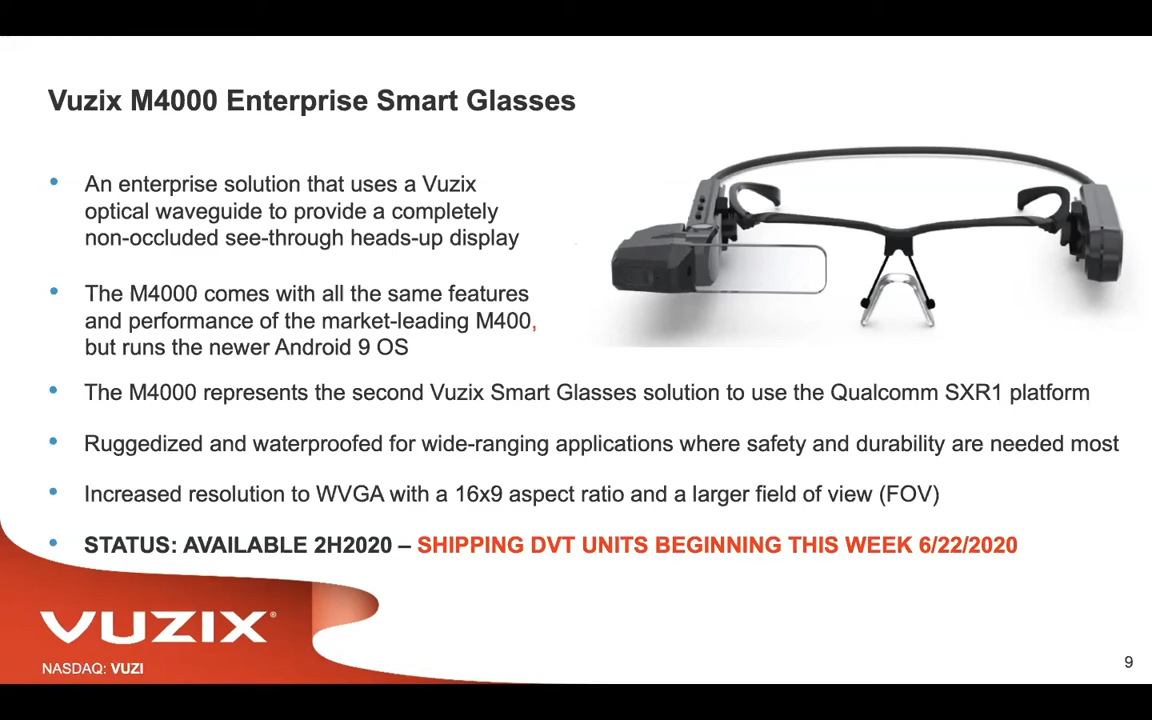 Vuzix M4000 Enterprise Smart Glasses
• An enterprise solution that uses a Vuzix
optical waveguide to provide a completely
non-occluded see-through heads-up display
• The M4000 comes with all the same features
and performance of the market-leading M400,
but runs the newer Android 9 OS
• The M4000 represents the second Vuzix Smart Glasses solution to use the Qualcomm SXR1 platform
• Ruggedized and waterproofed for wide-ranging applications where safety and durability are needed most
• Increased resolution to WVGA with a 16x9 aspect ratio and a larger field of view (FOV)
• STATUS: AVAILABLE 2H2020 – SHIPPING DVT UNITS BEGINNING THIS WEEK 6/22/2020
VUZIX®
NASDAQ: VUZI
9